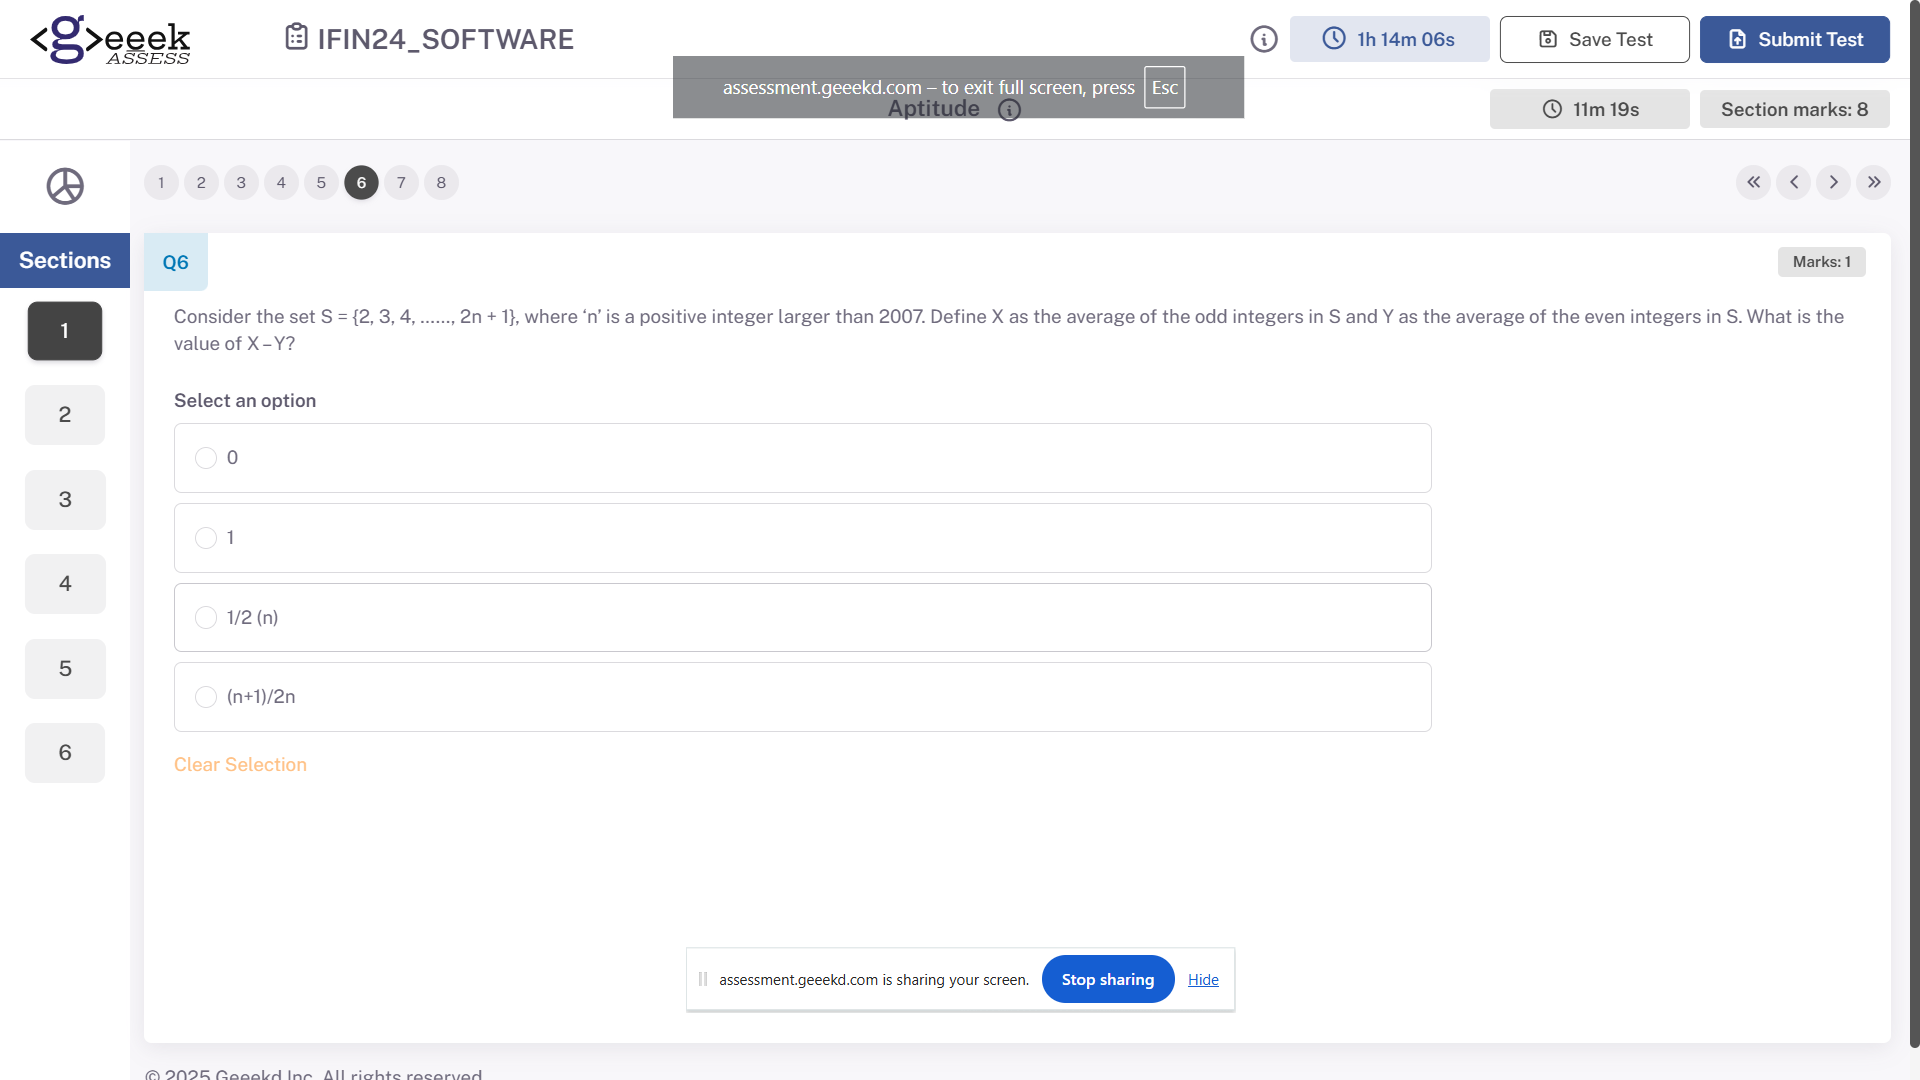 <g>eeek
ASSESS
IFIN24_SOFTWARE
1h 14m 06s
Save Test
Submit Test
assessment.geeekd.com – to exit full screen, press Esc
Aptitude
11m 19s
Section marks: 8
1 2 3 4 5 6 7 8
Sections
1
2
3
4
5
6
Q6
Marks: 1
Consider the set S = {2, 3, 4, ......, 2n + 1}, where ‘n’ is a positive integer larger than 2007. Define X as the average of the odd integers in S and Y as the average of the even integers in S. What is the
value of X – Y?
Select an option
0
1
1/2 (n)
(n+1)/2n
Clear Selection
assessment.geeekd.com is sharing your screen.
Stop sharing
Hide
© 2025 Geeekd Inc. All rights reserved